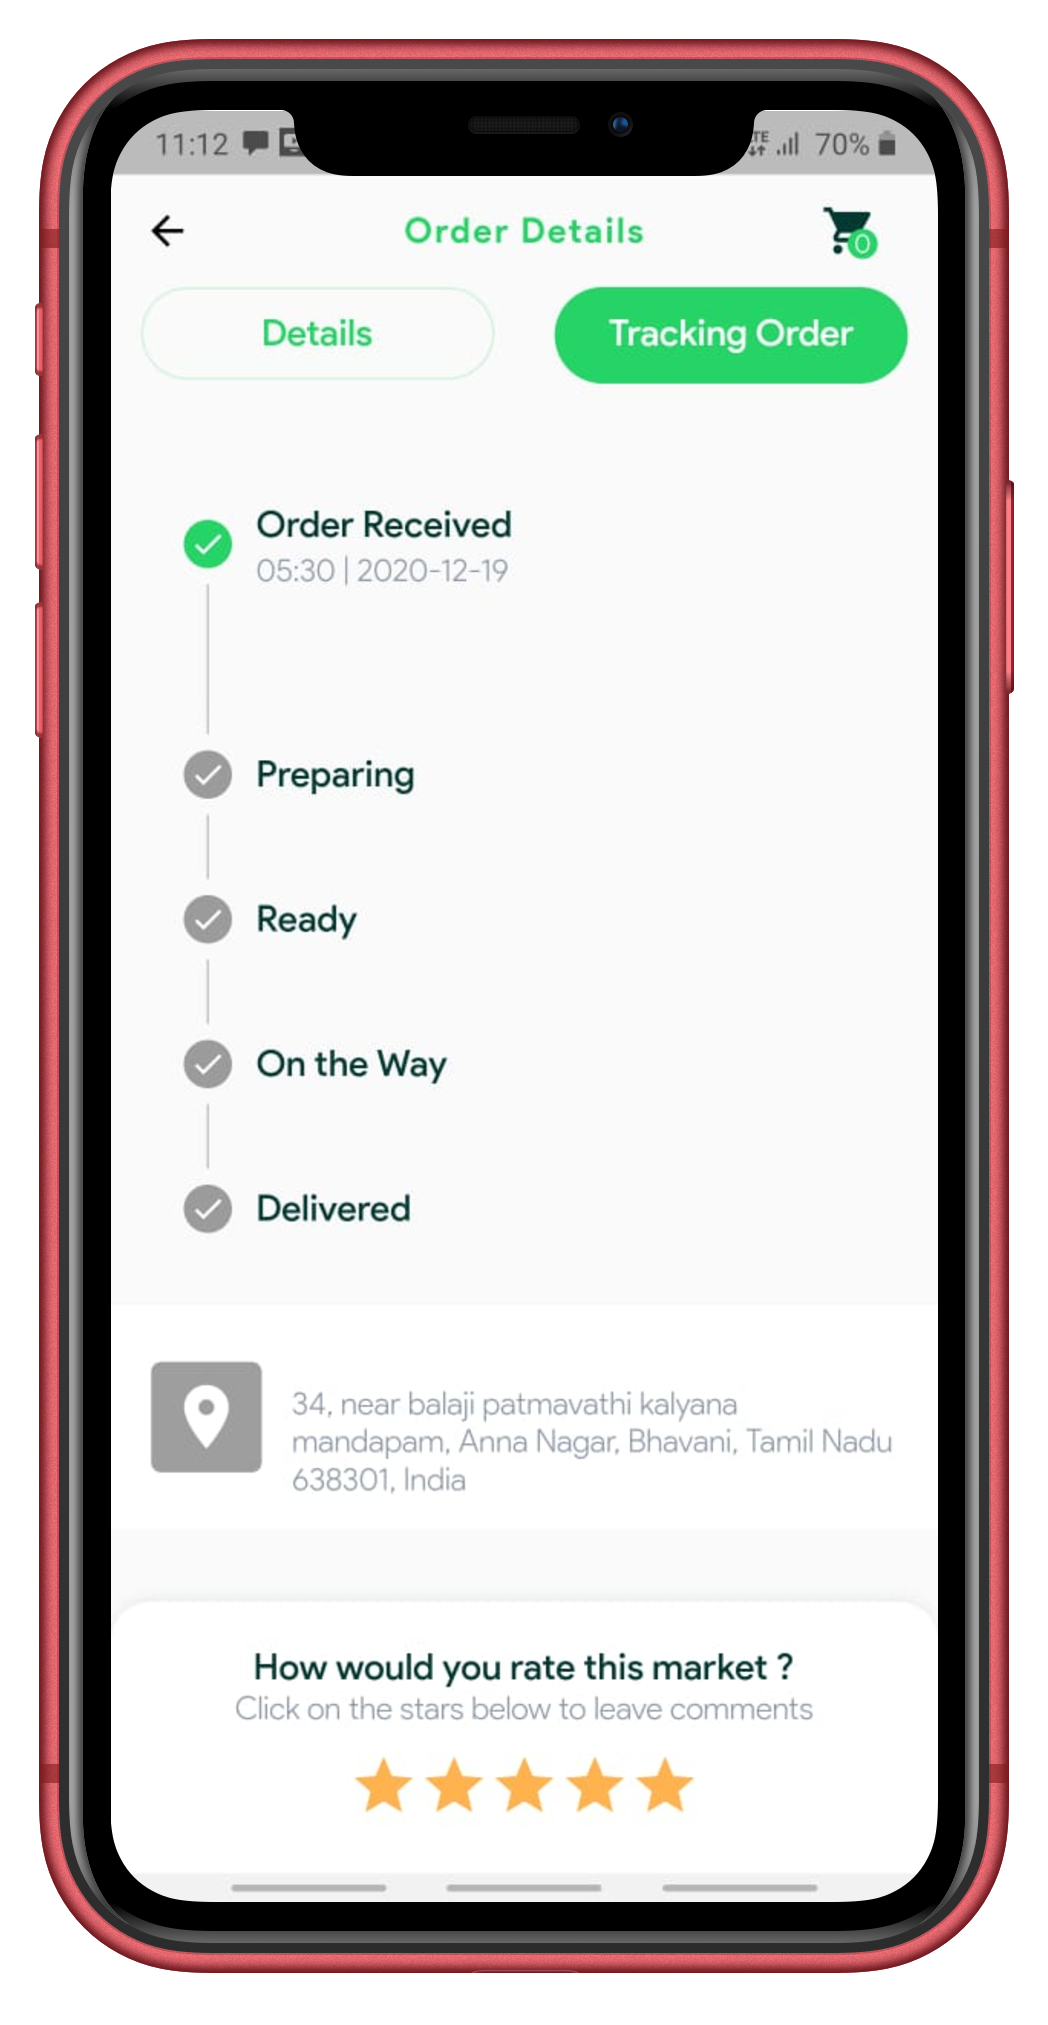 11:12
70%
Order Details
0
Details
Tracking Order
Order Received
05:30 | 2020-12-19
Preparing
Ready
On the Way
Delivered
34, near balaji patmavathi kalyana
mandapam, Anna Nagar, Bhavani, Tamil Nadu
638301, India
How would you rate this market ?
Click on the stars below to leave comments